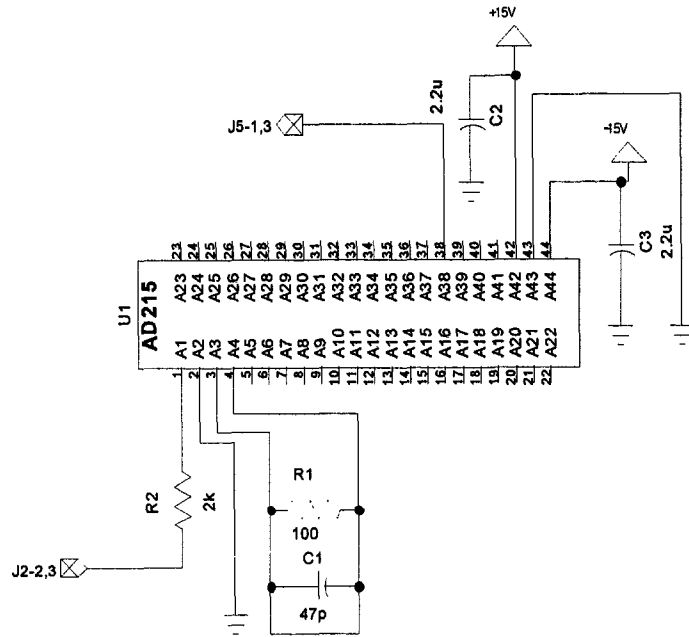 +15V
2.2u
C2
J5-1,3
-15V
C3
2.2u
23 24 25 26 27 28 29 30 31 32 33 34 35 36 37 38 39 40 41 42 43 44
A23 A24 A25 A26 A27 A28 A29 A30 A31 A32 A33 A34 A35 A36 A37 A38 A39 A40 A41 A42 A43 A44
U1
AD215
A1 A2 A3 A4 A5 A6 A7 A8 A9 A10 A11 A12 A13 A14 A15 A16 A17 A18 A19 A20 A21 A22
1 2 3 4 5 6 7 8 9 10 11 12 13 14 15 16 17 18 19 20 21 22
R2
2k
R1
100
J2-2,3
C1
47p